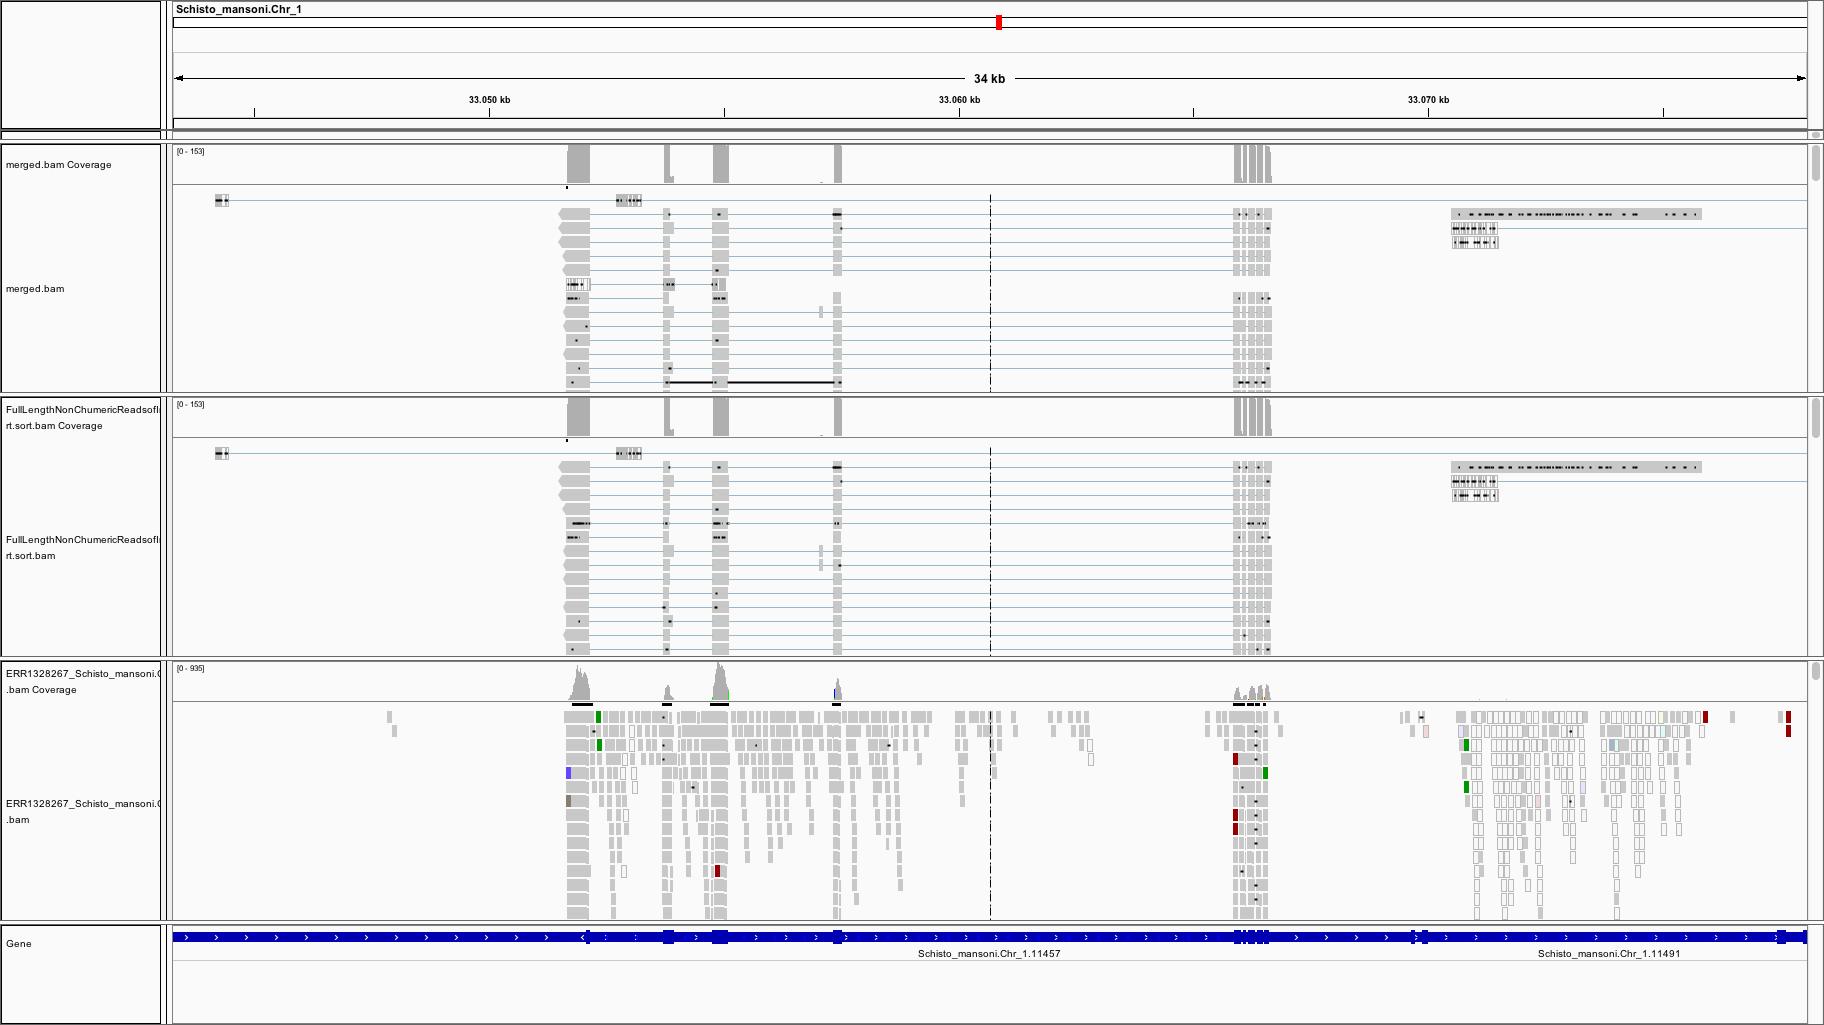 Schisto_mansoni.Chr_1
34 kb
33.050 kb 33.060 kb 33.070 kb
[0 - 153]
merged.bam Coverage
merged.bam
[0 - 153]
FullLengthNonChumericReadsofI
rt.sort.bam Coverage
FullLengthNonChumericReadsofI
rt.sort.bam
[0 - 935]
ERR1328267_Schisto_mansoni.C
.bam Coverage
ERR1328267_Schisto_mansoni.C
.bam
Gene
Schisto_mansoni.Chr_1.11457 Schisto_mansoni.Chr_1.11491